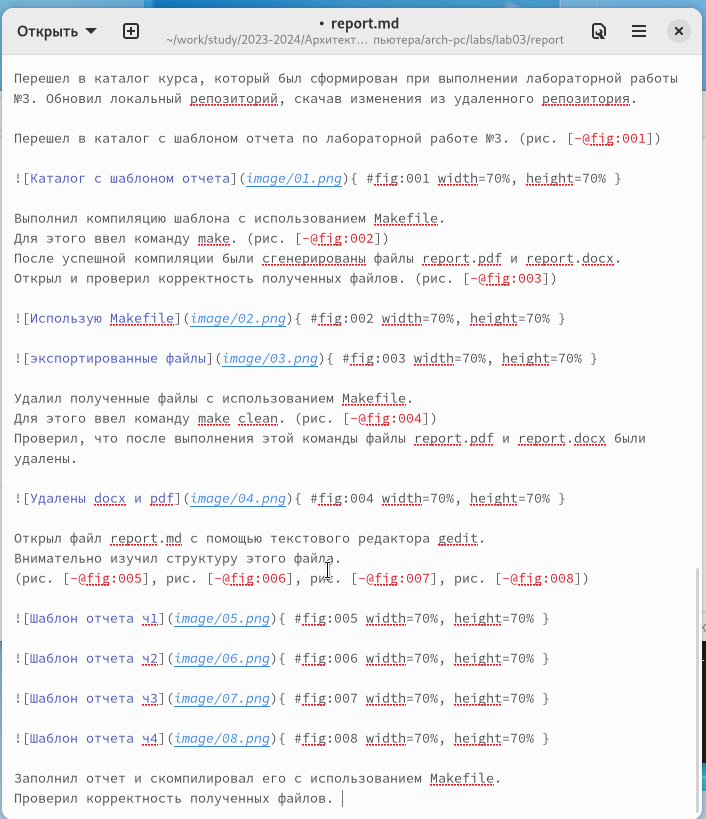 Открыть
• report.md
~/work/study/2023-2024/Архитект… пьютера/arch-pc/labs/lab03/report
Перешел в каталог курса, который был сформирован при выполнении лабораторной работы
№3. Обновил локальный репозиторий, скачав изменения из удаленного репозитория.
Перешел в каталог с шаблоном отчета по лабораторной работе №3. (рис. [-@fig:001])
![Каталог с шаблоном отчета](image/01.png){ #fig:001 width=70%, height=70% }
Выполнил компиляцию шаблона с использованием Makefile.
Для этого ввел команду make. (рис. [-@fig:002])
После успешной компиляции были сгенерированы файлы report.pdf и report.docx.
Открыл и проверил корректность полученных файлов. (рис. [-@fig:003])
![Использую Makefile](image/02.png){ #fig:002 width=70%, height=70% }
![экспортированные файлы](image/03.png){ #fig:003 width=70%, height=70% }
Удалил полученные файлы с использованием Makefile.
Для этого ввел команду make clean. (рис. [-@fig:004])
Проверил, что после выполнения этой команды файлы report.pdf и report.docx были
удалены.
![Удалены docx и pdf](image/04.png){ #fig:004 width=70%, height=70% }
Открыл файл report.md с помощью текстового редактора gedit.
Внимательно изучил структуру этого файла.
(рис. [-@fig:005], рис. [-@fig:006], рис. [-@fig:007], рис. [-@fig:008])
![Шаблон отчета ч1](image/05.png){ #fig:005 width=70%, height=70% }
![Шаблон отчета ч2](image/06.png){ #fig:006 width=70%, height=70% }
![Шаблон отчета ч3](image/07.png){ #fig:007 width=70%, height=70% }
![Шаблон отчета ч4](image/08.png){ #fig:008 width=70%, height=70% }
Заполнил отчет и скомпилировал его с использованием Makefile.
Проверил корректность полученных файлов.